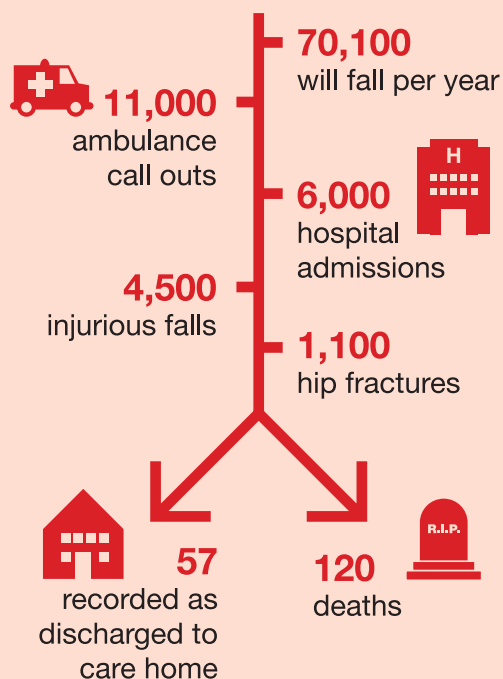 70,100
will fall per year
11,000
ambulance
call outs
H
6,000
hospital
admissions
4,500
injurious falls
1,100
hip fractures
57
recorded as
discharged to
care home
R.I.P.
120
deaths